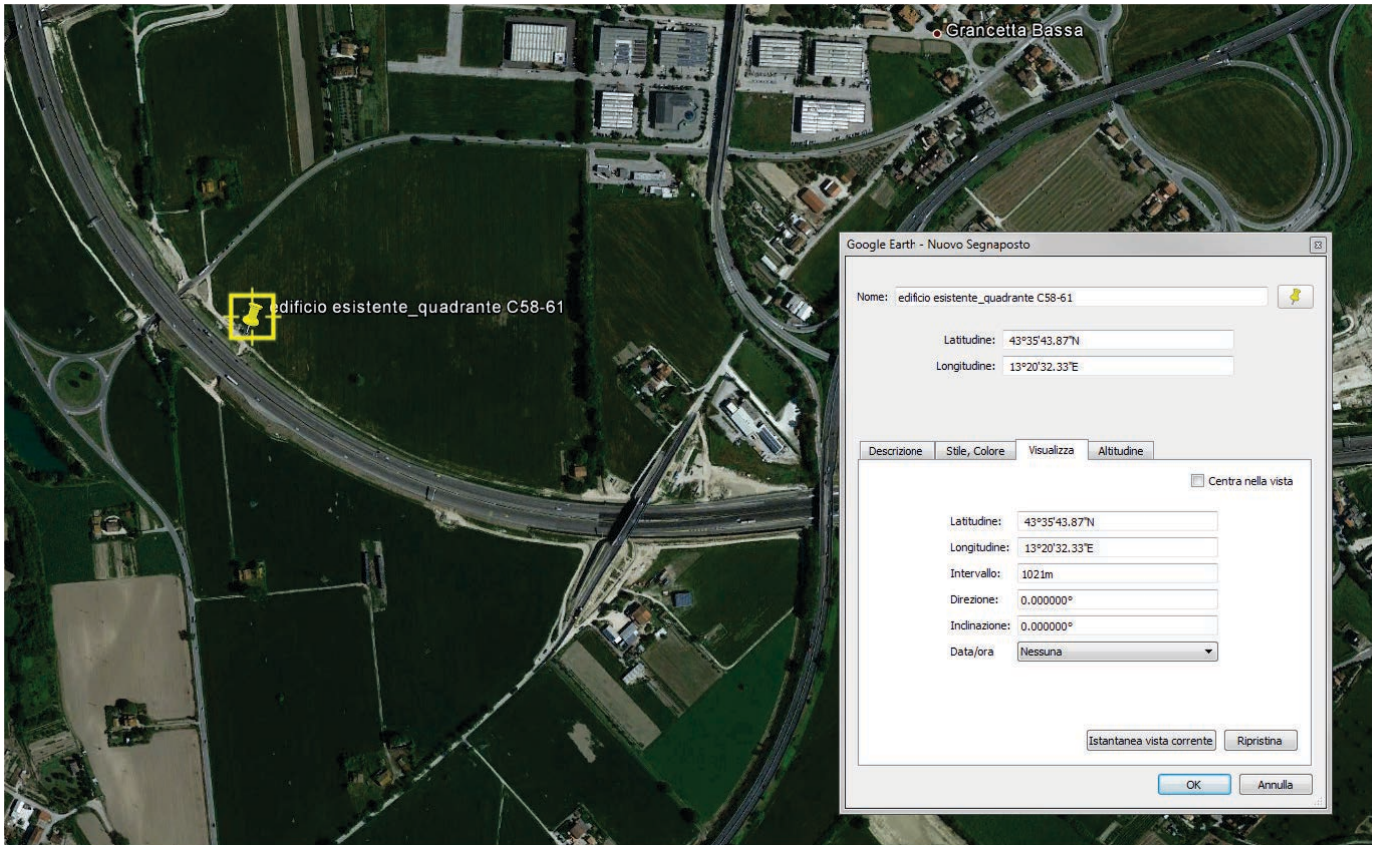 Grancetta Bassa
edificio esistente_quadrante C58-61
Google Earth - Nuovo Segnaposto
Nome: edificio esistente_quadrante C58-61
Latitudine: 43°35'43.87"N
Longitudine: 13°20'32.33"E
Descrizione Stile, Colore Visualizza Altitudine
Centra nella vista
Latitudine: 43°35'43.87"N
Longitudine: 13°20'32.33"E
Intervallo: 1021m
Direzione: 0.000000°
Inclinazione: 0.000000°
Data/ora Nessuna
Istantanea vista corrente Ripristina
OK Annulla